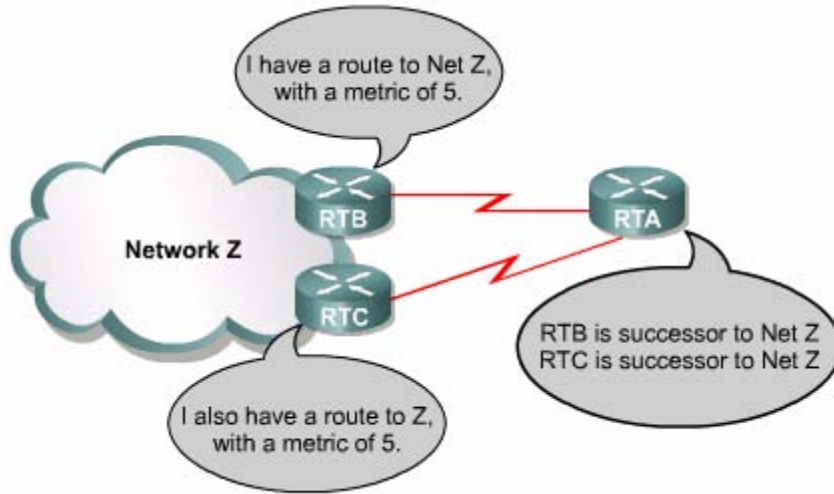 I have a route to Net Z,
with a metric of 5.
RTB
RTA
Network Z
RTC
RTB is successor to Net Z
RTC is successor to Net Z
I also have a route to Z,
with a metric of 5.